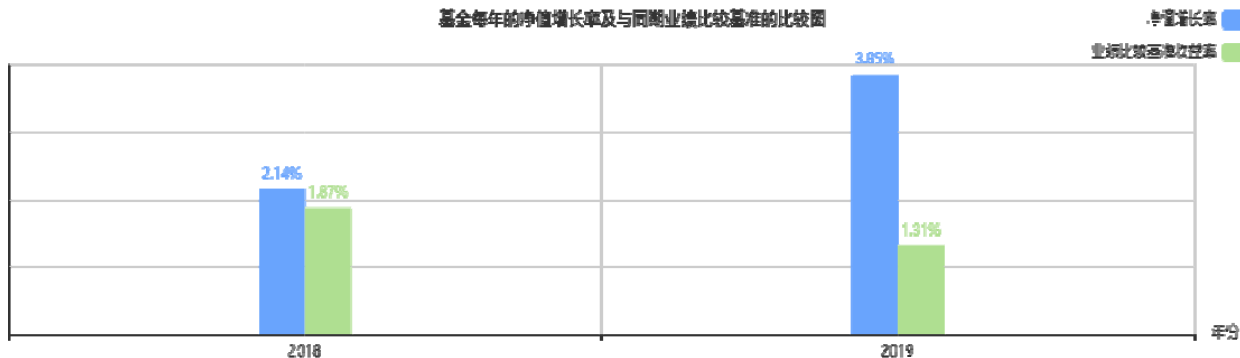 基金每年的净值增长率及与同期业绩比较基准的比较图
净值增长率
业绩比较基准收益率
3.85%
2.14%
1.87%
1.31%
2018
2019
年份